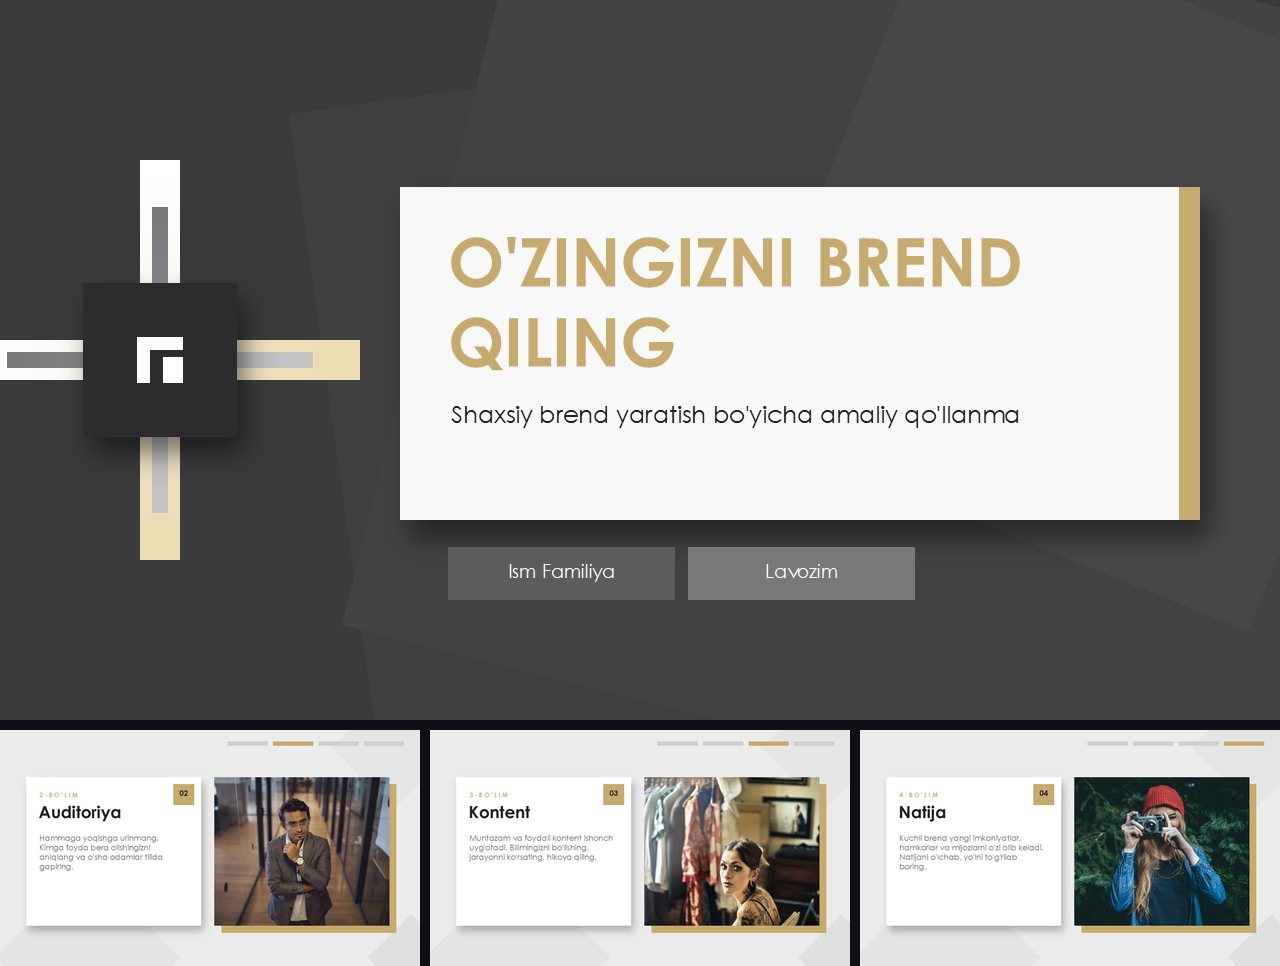 O'ZINGIZNI BREND
QILING
Shaxsiy brend yaratish bo'yicha amaliy qo'llanma
Ism Familiya
Lavozim
2-BO'LIM
02
Auditoriya
Hammaga yoqishga urinmang.
Kimga foyda bera olishingizni
aniqlang va o'sha odamlar tilida
gapiring.
3-BO'LIM
03
Kontent
Muntazam va foydali kontent ishonch
uyg'otadi. Bilimingizni bo'lishing,
jarayonni ko'rsating, hikoya qiling.
4-BO'LIM
04
Natija
Kuchli brend yangi imkoniyatlar,
hamkorlar va mijozlarni o'zi olib keladi.
Natijani o'lchab, yo'lni to'g'rilab
boring.